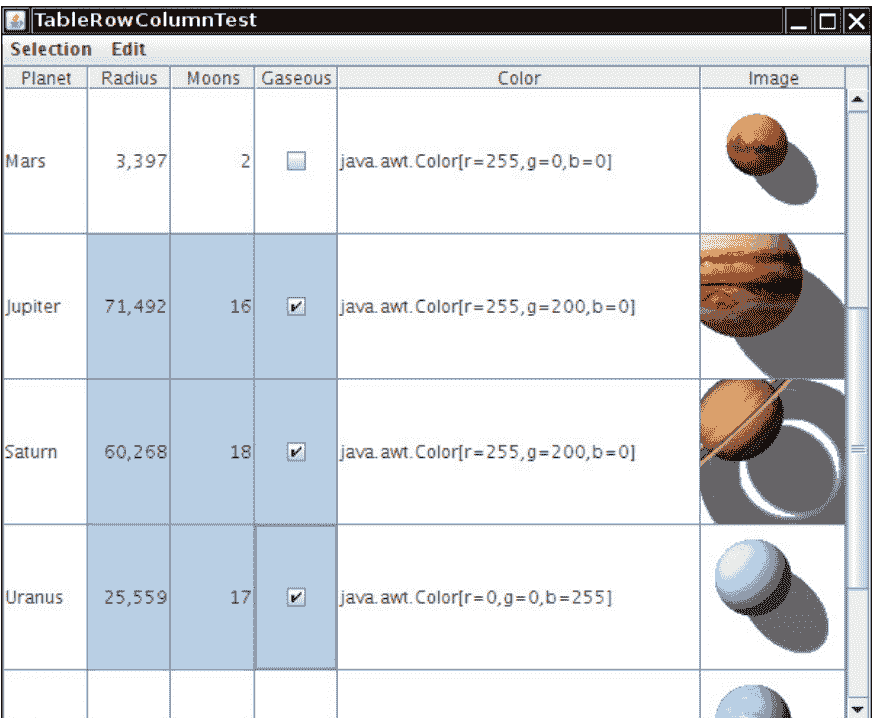 TableRowColumnTest
Selection Edit
Planet Radius Moons Gaseous Color Image
Mars 3,397 2 java.awt.Color[r=255,g=0,b=0]
Jupiter 71,492 16 java.awt.Color[r=255,g=200,b=0]
Saturn 60,268 18 java.awt.Color[r=255,g=200,b=0]
Uranus 25,559 17 java.awt.Color[r=0,g=0,b=255]